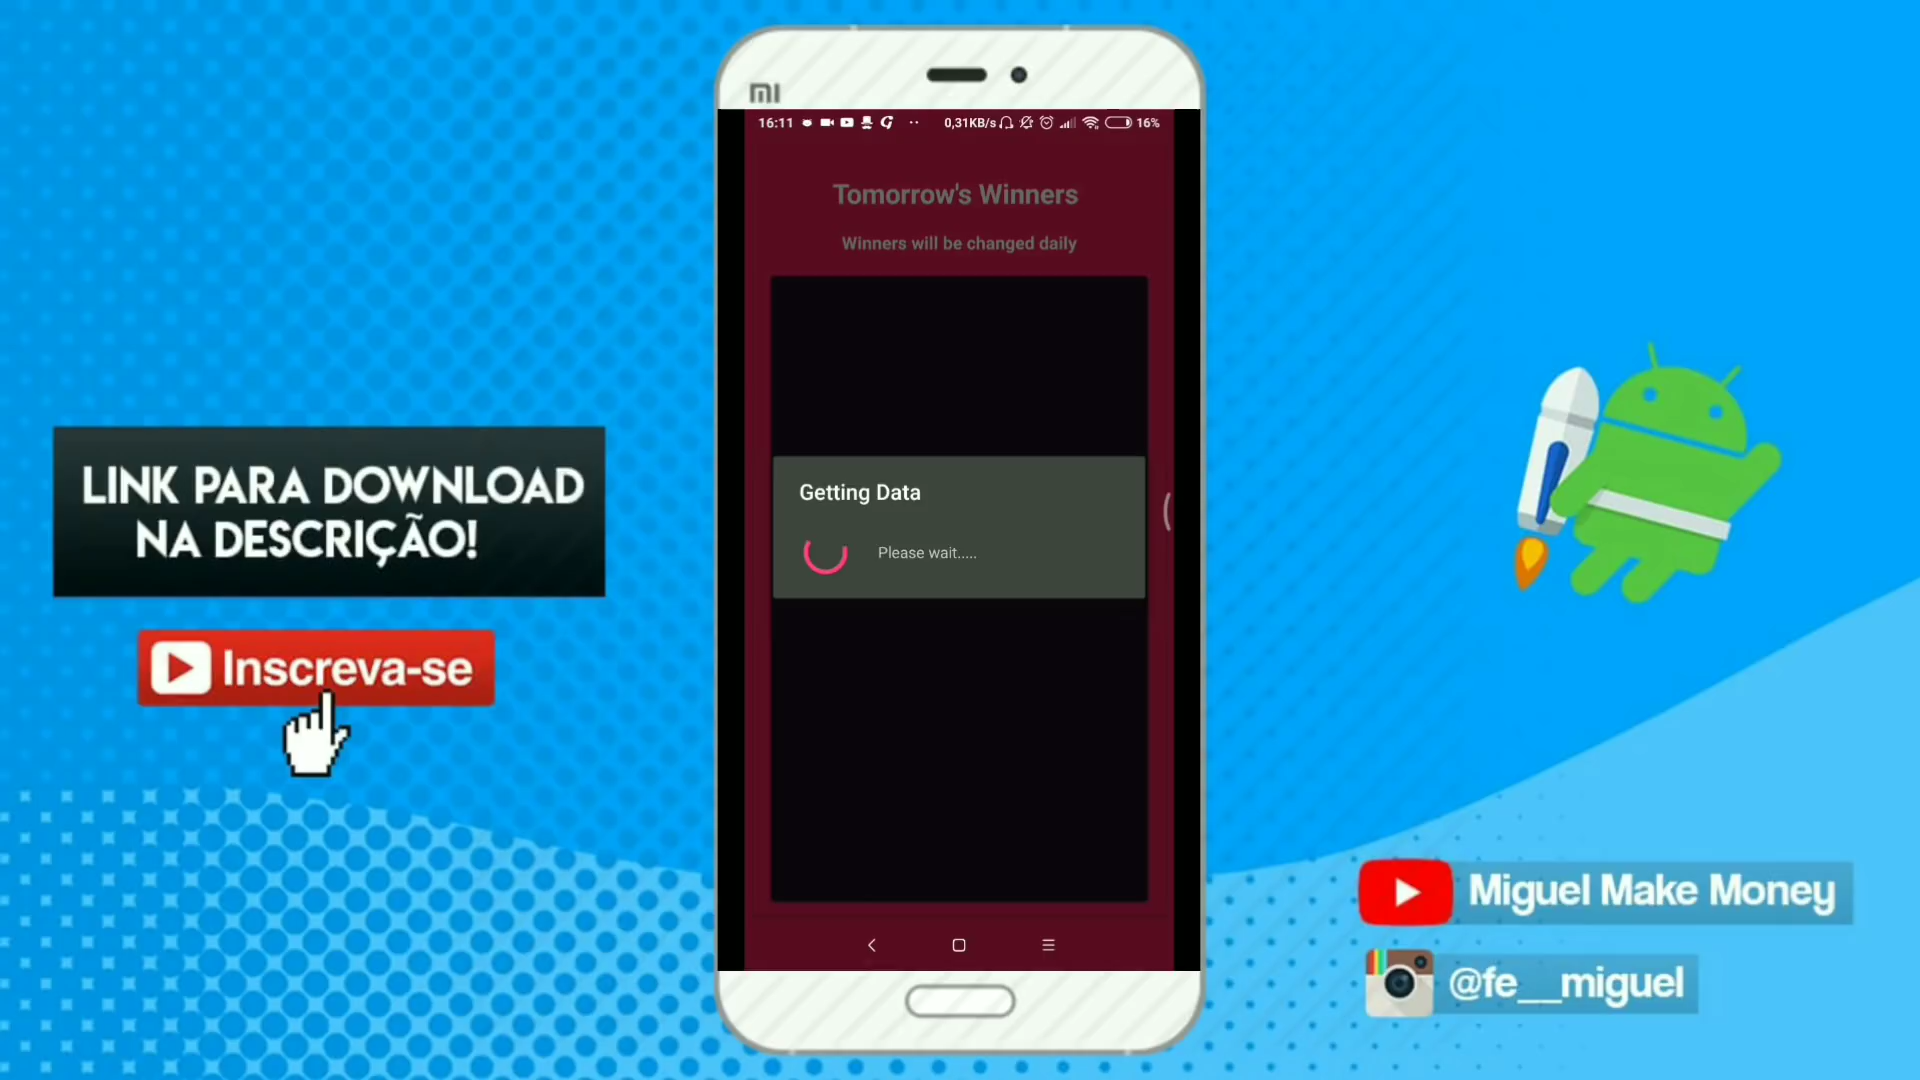 mi
16:11
0,31KB/s
16%
Tomorrow's Winners
Winners will be changed daily
Getting Data
Please wait.....
LINK PARA DOWNLOAD
NA DESCRIÇÃO!
Inscreva-se
Miguel Make Money
@fe__miguel